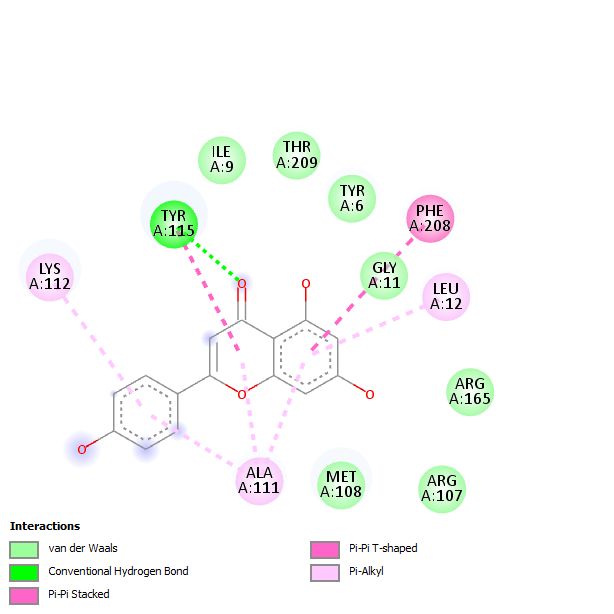 ILE
A:9
THR
A:209
TYR
A:6
TYR
A:115
PHE
A:208
LYS
A:112
GLY
A:11
LEU
A:12
O
O
ARG
A:165
O
O
O
ALA
A:111
MET
A:108
ARG
A:107
Interactions
van der Waals
Conventional Hydrogen Bond
Pi-Pi Stacked
Pi-Pi T-shaped
Pi-Alkyl